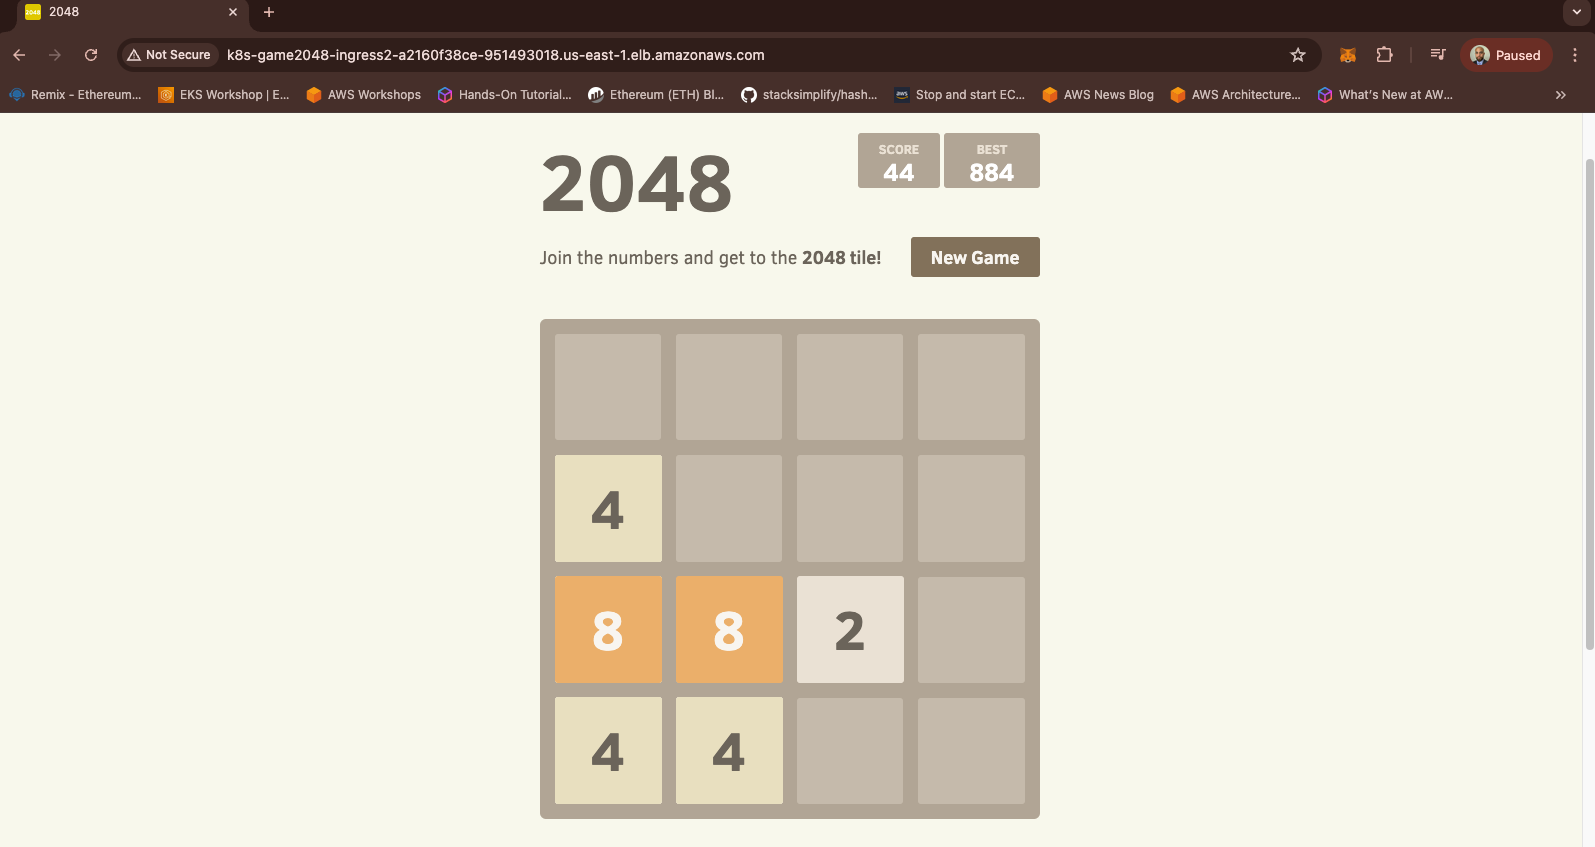 2048
Not Secure k8s-game2048-ingress2-a2160f38ce-951493018.us-east-1.elb.amazonaws.com Paused
Remix - Ethereum... EKS Workshop | E... AWS Workshops Hands-On Tutorial... Ethereum (ETH) Bl... stacksimplify/hash... Stop and start EC... AWS News Blog AWS Architecture... What's New at AW...
2048
SCORE
44
BEST
884
Join the numbers and get to the 2048 tile!
New Game
4
8 8 2
4 4